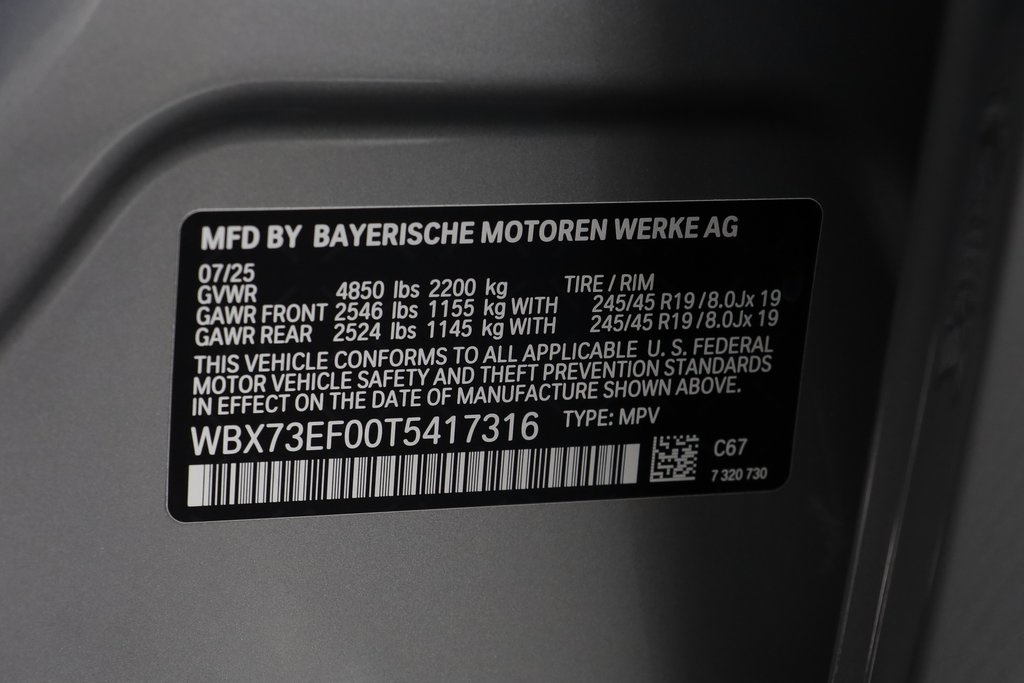 MFD BY BAYERISCHE MOTOREN WERKE AG
07/25
GVWR 4850 lbs 2200 kg TIRE / RIM
GAWR FRONT 2546 lbs 1155 kg WITH 245/45 R19 / 8.0Jx 19
GAWR REAR 2524 lbs 1145 kg WITH 245/45 R19 / 8.0Jx 19
THIS VEHICLE CONFORMS TO ALL APPLICABLE U. S. FEDERAL
MOTOR VEHICLE SAFETY AND THEFT PREVENTION STANDARDS
IN EFFECT ON THE DATE OF MANUFACTURE SHOWN ABOVE.
WBX73EF00T5417316 TYPE: MPV
C67
7 320 730